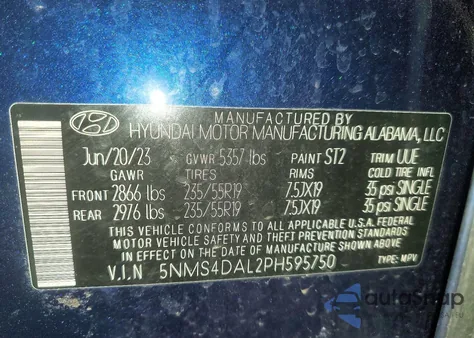 MANUFACTURED BY
HYUNDAI MOTOR MANUFACTURING ALABAMA, LLC
Jun/20/23 GVWR 5357 lbs PAINT ST2 TRIM UUE
GAWR TIRES RIMS COLD TIRE INFL
FRONT 2866 lbs 235/55R19 7.5JX19 35 psi SINGLE
REAR 2976 lbs 235/55R19 7.5JX19 35 psi SINGLE
THIS VEHICLE CONFORMS TO ALL APPLICABLE U.S.A. FEDERAL
MOTOR VEHICLE SAFETY AND THEFT PREVENTION STANDARDS
IN EFFECT ON THE DATE OF MANUFACTURE SHOWN ABOVE.
V.I.N 5NMS4DAL2PH595750 TYPE: MPV
autoSnap